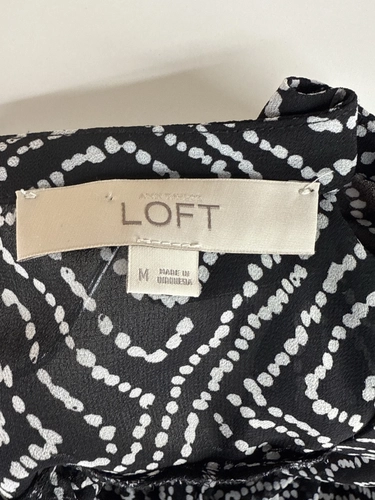 ANN TAYLOR
LOFT
M
MADE IN
INDONESIA